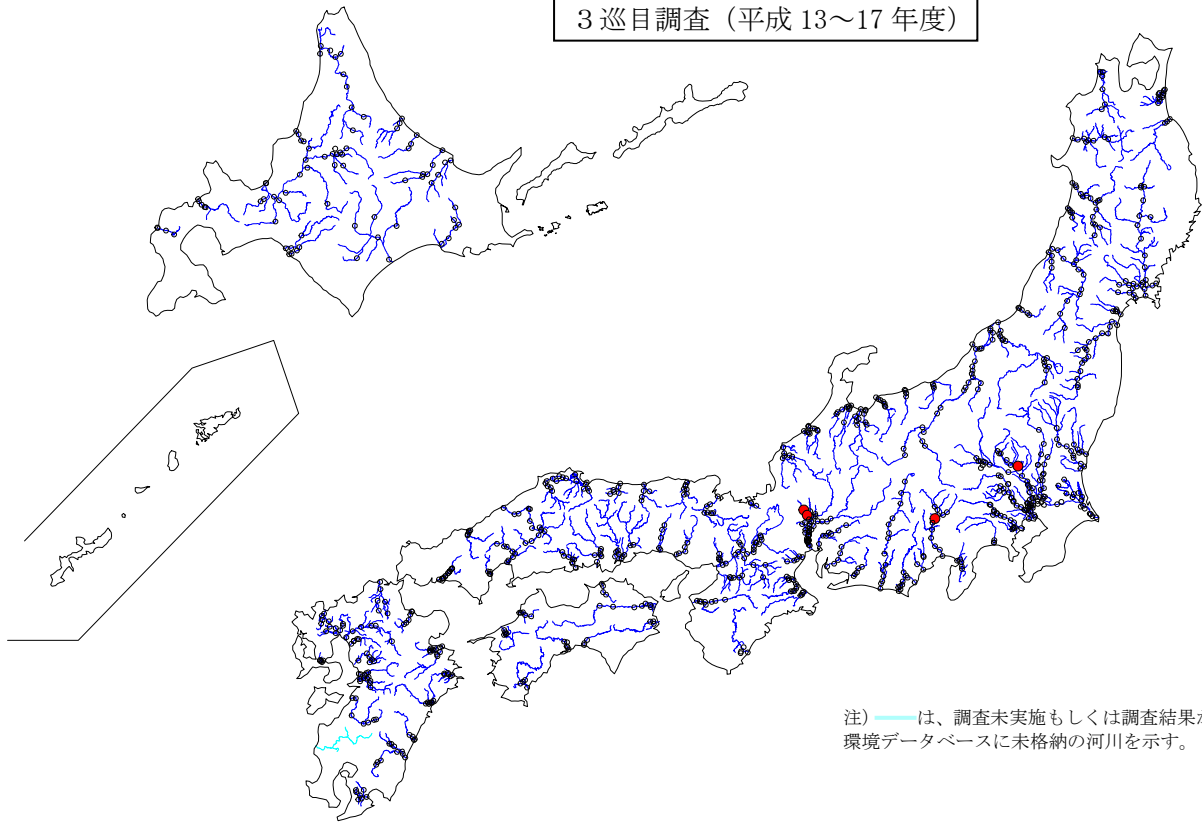 3巡目調査（平成 13～17 年度）
注）　　は、調査未実施もしくは調査結果が
環境データベースに未格納の河川を示す。